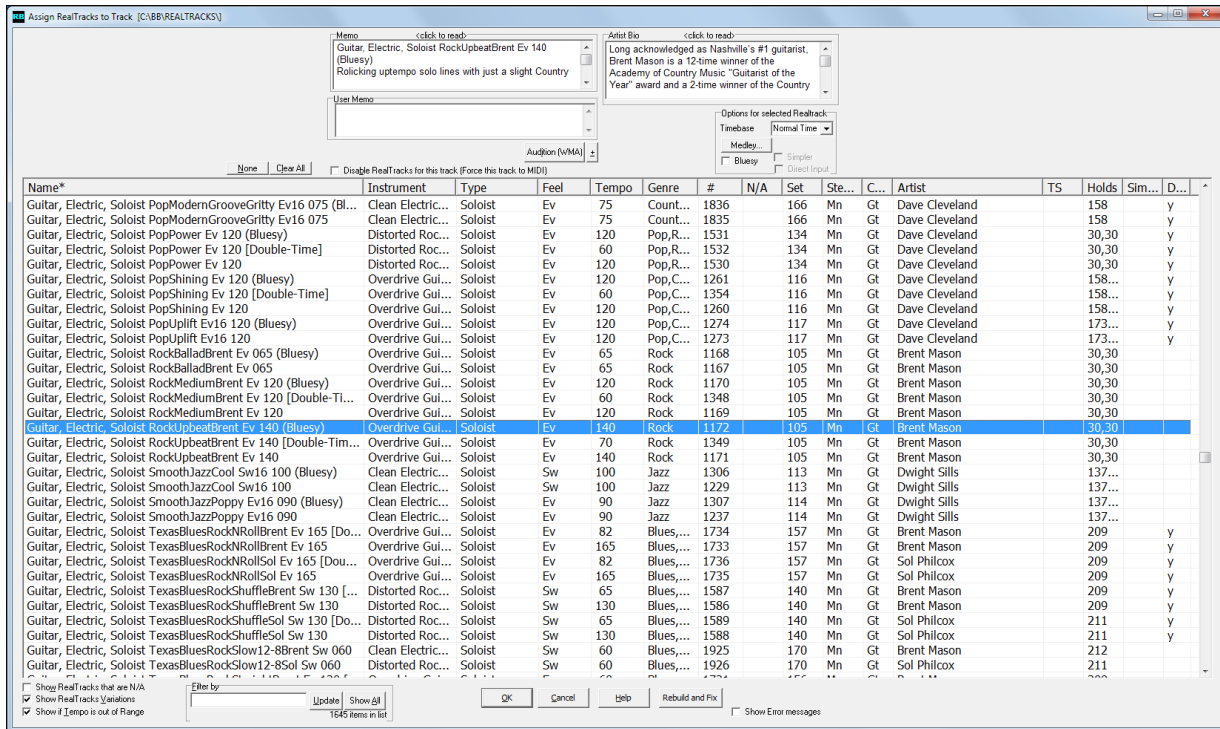 RB Assign RealTracks to Track [C:\BB\REALTRACKS\]
Memo <click to read>
Guitar, Electric, Soloist RockUpbeatBrent Ev 140
(Bluesy)
Rolicking uptempo solo lines with just a slight Country
Artist Bio <click to read>
Long acknowledged as Nashville's #1 guitarist,
Brent Mason is a 12-time winner of the
Academy of Country Music "Guitarist of the
Year" award and a 2-time winner of the Country
User Memo
Options for selected Realtrack
Timebase Normal Time
Medley...
Bluesy Simpler
Direct Input
Audition (WMA) ±
None Clear All Disable RealTracks for this track (Force this track to MIDI)
Name* Instrument Type Feel Tempo Genre # N/A Set Ste... C... Artist TS Holds Sim... D...
Guitar, Electric, Soloist PopModernGrooveGritty Ev16 075 (Bl... Clean Electric... Soloist Ev 75 Count... 1836 166 Mn Gt Dave Cleveland 158 y
Guitar, Electric, Soloist PopModernGrooveGritty Ev16 075 Clean Electric... Soloist Ev 75 Count... 1835 166 Mn Gt Dave Cleveland 158 y
Guitar, Electric, Soloist PopPower Ev 120 (Bluesy) Distorted Roc... Soloist Ev 120 Pop,R... 1531 134 Mn Gt Dave Cleveland 30,30 y
Guitar, Electric, Soloist PopPower Ev 120 [Double-Time] Distorted Roc... Soloist Ev 60 Pop,R... 1532 134 Mn Gt Dave Cleveland 30,30 y
Guitar, Electric, Soloist PopPower Ev 120 Distorted Roc... Soloist Ev 120 Pop,R... 1530 134 Mn Gt Dave Cleveland 30,30 y
Guitar, Electric, Soloist PopShining Ev 120 (Bluesy) Overdrive Gui... Soloist Ev 120 Pop,C... 1261 116 Mn Gt Dave Cleveland 158... y
Guitar, Electric, Soloist PopShining Ev 120 [Double-Time] Overdrive Gui... Soloist Ev 60 Pop,C... 1354 116 Mn Gt Dave Cleveland 158... y
Guitar, Electric, Soloist PopShining Ev 120 Overdrive Gui... Soloist Ev 120 Pop,C... 1260 116 Mn Gt Dave Cleveland 158... y
Guitar, Electric, Soloist PopUplift Ev16 120 (Bluesy) Overdrive Gui... Soloist Ev 120 Pop,C... 1274 117 Mn Gt Dave Cleveland 173... y
Guitar, Electric, Soloist PopUplift Ev16 120 Overdrive Gui... Soloist Ev 120 Pop,C... 1273 117 Mn Gt Dave Cleveland 173... y
Guitar, Electric, Soloist RockBalladBrent Ev 065 (Bluesy) Overdrive Gui... Soloist Ev 65 Rock 1168 105 Mn Gt Brent Mason 30,30
Guitar, Electric, Soloist RockBalladBrent Ev 065 Overdrive Gui... Soloist Ev 65 Rock 1167 105 Mn Gt Brent Mason 30,30
Guitar, Electric, Soloist RockMediumBrent Ev 120 (Bluesy) Overdrive Gui... Soloist Ev 120 Rock 1170 105 Mn Gt Brent Mason 30,30
Guitar, Electric, Soloist RockMediumBrent Ev 120 [Double-Ti... Overdrive Gui... Soloist Ev 60 Rock 1348 105 Mn Gt Brent Mason 30,30
Guitar, Electric, Soloist RockMediumBrent Ev 120 Overdrive Gui... Soloist Ev 120 Rock 1169 105 Mn Gt Brent Mason 30,30
Guitar, Electric, Soloist RockUpbeatBrent Ev 140 (Bluesy) Overdrive Gui... Soloist Ev 140 Rock 1172 105 Mn Gt Brent Mason 30,30
Guitar, Electric, Soloist RockUpbeatBrent Ev 140 [Double-Tim... Overdrive Gui... Soloist Ev 70 Rock 1349 105 Mn Gt Brent Mason 30,30
Guitar, Electric, Soloist RockUpbeatBrent Ev 140 Overdrive Gui... Soloist Ev 140 Rock 1171 105 Mn Gt Brent Mason 30,30
Guitar, Electric, Soloist SmoothJazzCool Sw16 100 (Bluesy) Clean Electric... Soloist Sw 100 Jazz 1306 113 Mn Gt Dwight Sills 137...
Guitar, Electric, Soloist SmoothJazzCool Sw16 100 Clean Electric... Soloist Sw 100 Jazz 1229 113 Mn Gt Dwight Sills 137...
Guitar, Electric, Soloist SmoothJazzPoppy Ev16 090 (Bluesy) Clean Electric... Soloist Ev 90 Jazz 1307 114 Mn Gt Dwight Sills 137...
Guitar, Electric, Soloist SmoothJazzPoppy Ev16 090 Clean Electric... Soloist Ev 90 Jazz 1237 114 Mn Gt Dwight Sills 137...
Guitar, Electric, Soloist TexasBluesRockNRollBrent Ev 165 [Do... Overdrive Gui... Soloist Ev 82 Blues,... 1734 157 Mn Gt Brent Mason 209 y
Guitar, Electric, Soloist TexasBluesRockNRollBrent Ev 165 Overdrive Gui... Soloist Ev 165 Blues,... 1733 157 Mn Gt Brent Mason 209 y
Guitar, Electric, Soloist TexasBluesRockNRollSol Ev 165 [Dou... Overdrive Gui... Soloist Ev 82 Blues,... 1736 157 Mn Gt Sol Philcox 209 y
Guitar, Electric, Soloist TexasBluesRockNRollSol Ev 165 Overdrive Gui... Soloist Ev 165 Blues,... 1735 157 Mn Gt Sol Philcox 209 y
Guitar, Electric, Soloist TexasBluesRockShuffleBrent Sw 130 [... Distorted Roc... Soloist Sw 65 Blues,... 1587 140 Mn Gt Brent Mason 209 y
Guitar, Electric, Soloist TexasBluesRockShuffleBrent Sw 130 Distorted Roc... Soloist Sw 130 Blues,... 1586 140 Mn Gt Brent Mason 209 y
Guitar, Electric, Soloist TexasBluesRockShuffleSol Sw 130 [Do... Distorted Roc... Soloist Sw 65 Blues,... 1589 140 Mn Gt Sol Philcox 211 y
Guitar, Electric, Soloist TexasBluesRockShuffleSol Sw 130 Distorted Roc... Soloist Sw 130 Blues,... 1588 140 Mn Gt Sol Philcox 211 y
Guitar, Electric, Soloist TexasBluesRockSlow12-8Brent Sw 060 Distorted Roc... Soloist Sw 60 Blues,... 1925 170 Mn Gt Brent Mason 212
Guitar, Electric, Soloist TexasBluesRockSlow12-8Sol Sw 060 Distorted Roc... Soloist Sw 60 Blues,... 1926 170 Mn Gt Sol Philcox 211
Show RealTracks that are N/A
Show RealTracks Variations
Show if Tempo is out of Range
Filter by
Update Show All
1645 items in list
OK Cancel Help Rebuild and Fix
Show Error messages